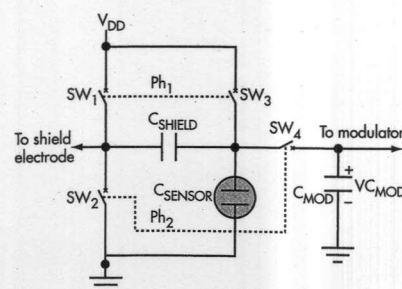 VDD
SW1
Ph1
SW3
CSHIELD
SW4
To shield
electrode
To modulator
SW2
CSENSOR
Ph2
CMOD
+
VCMOD
−